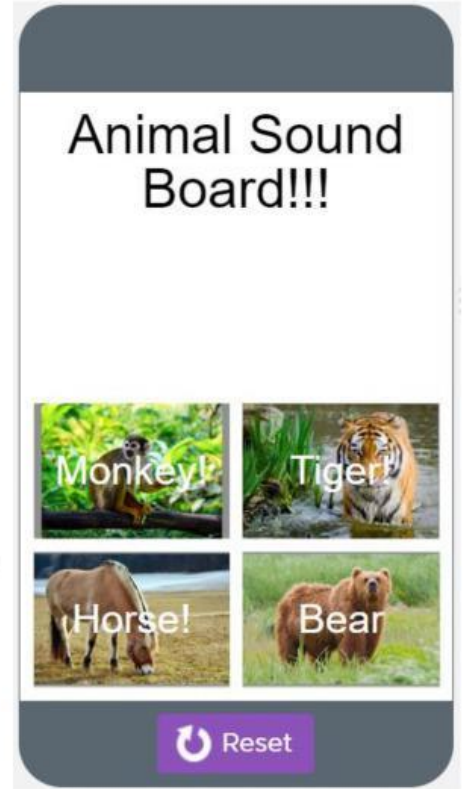 Animal Sound
Board!!!
Monkey!
Tiger!
Horse!
Bear
Reset